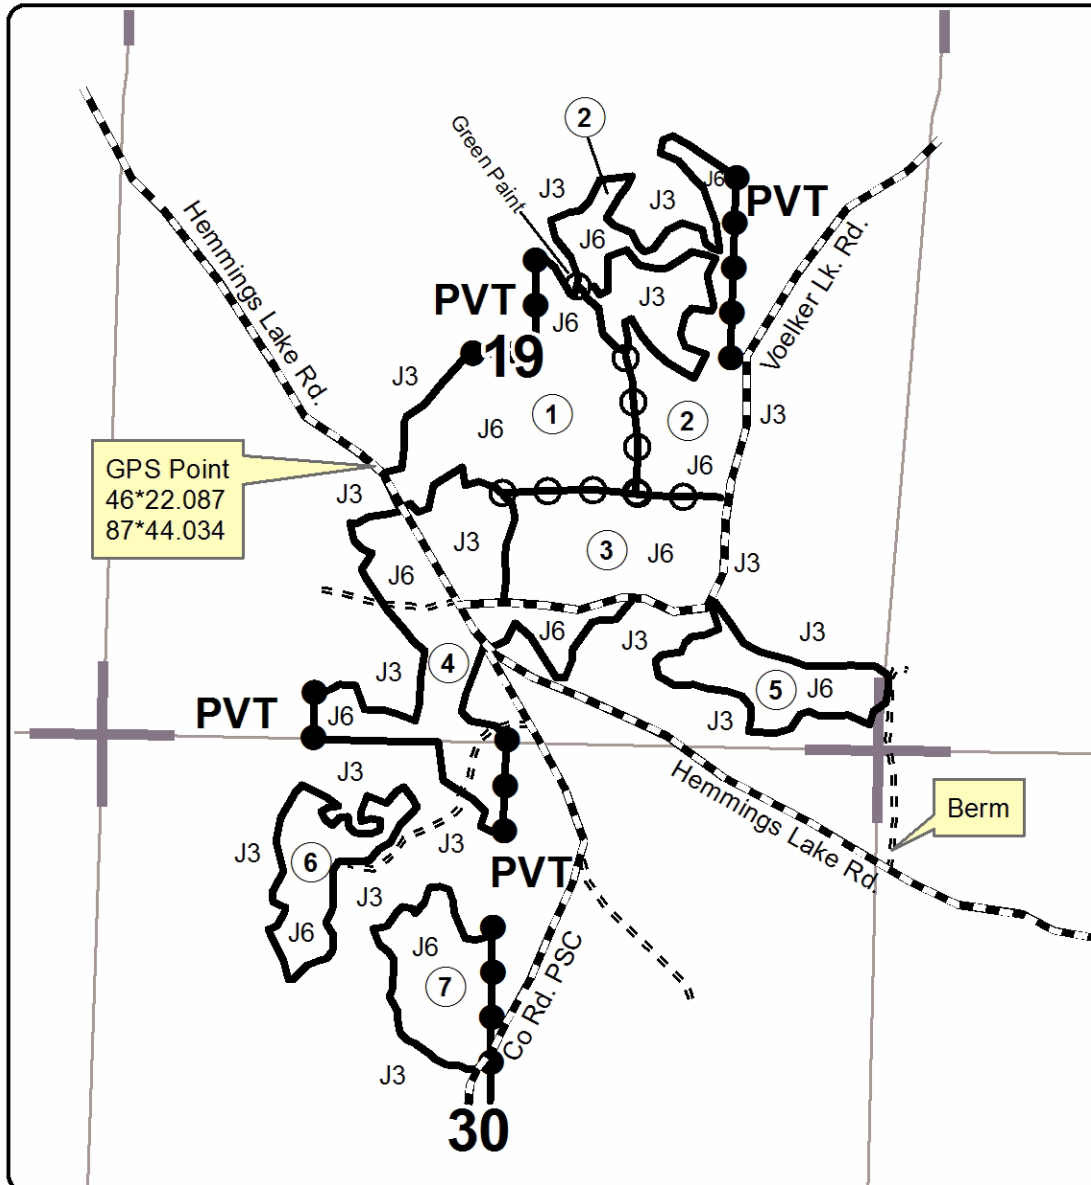 2
Green Paint
J3
J3
J6
PVT
J6
Hemmings Lake Rd.
J3
PVT
J6
Voelker Lk. Rd.
19
J3
1
2
J3
J6
J6
GPS Point
46*22.087
87*44.034
J3
J3
3
J6
J3
J6
J6
J3
J3
4
J3
5
J6
PVT
J6
J3
J3
Hemmings Lake Rd.
Berm
J3
J3
6
PVT
J3
J6
J6
7
Co Rd. PSC
J3
30